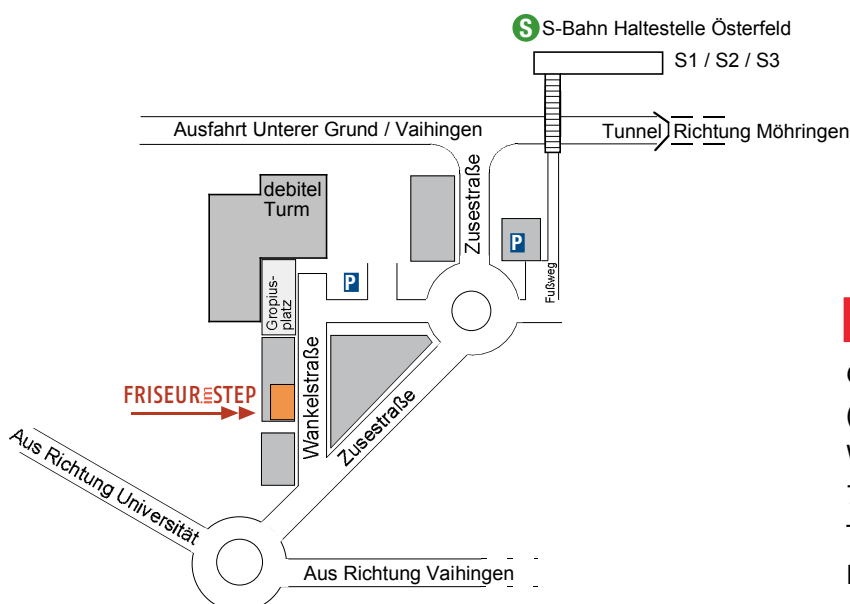 S S-Bahn Haltestelle Österfeld
S1 / S2 / S3
Ausfahrt Unterer Grund / Vaihingen
Tunnel
Richtung Möhringen
debitel
Turm
Zusestraße
P
P
Fußweg
Gropius-
platz
Wankelstraße
FRISEUR im STEP
Zusestraße
Aus Richtung Universität
Aus Richtung Vaihingen